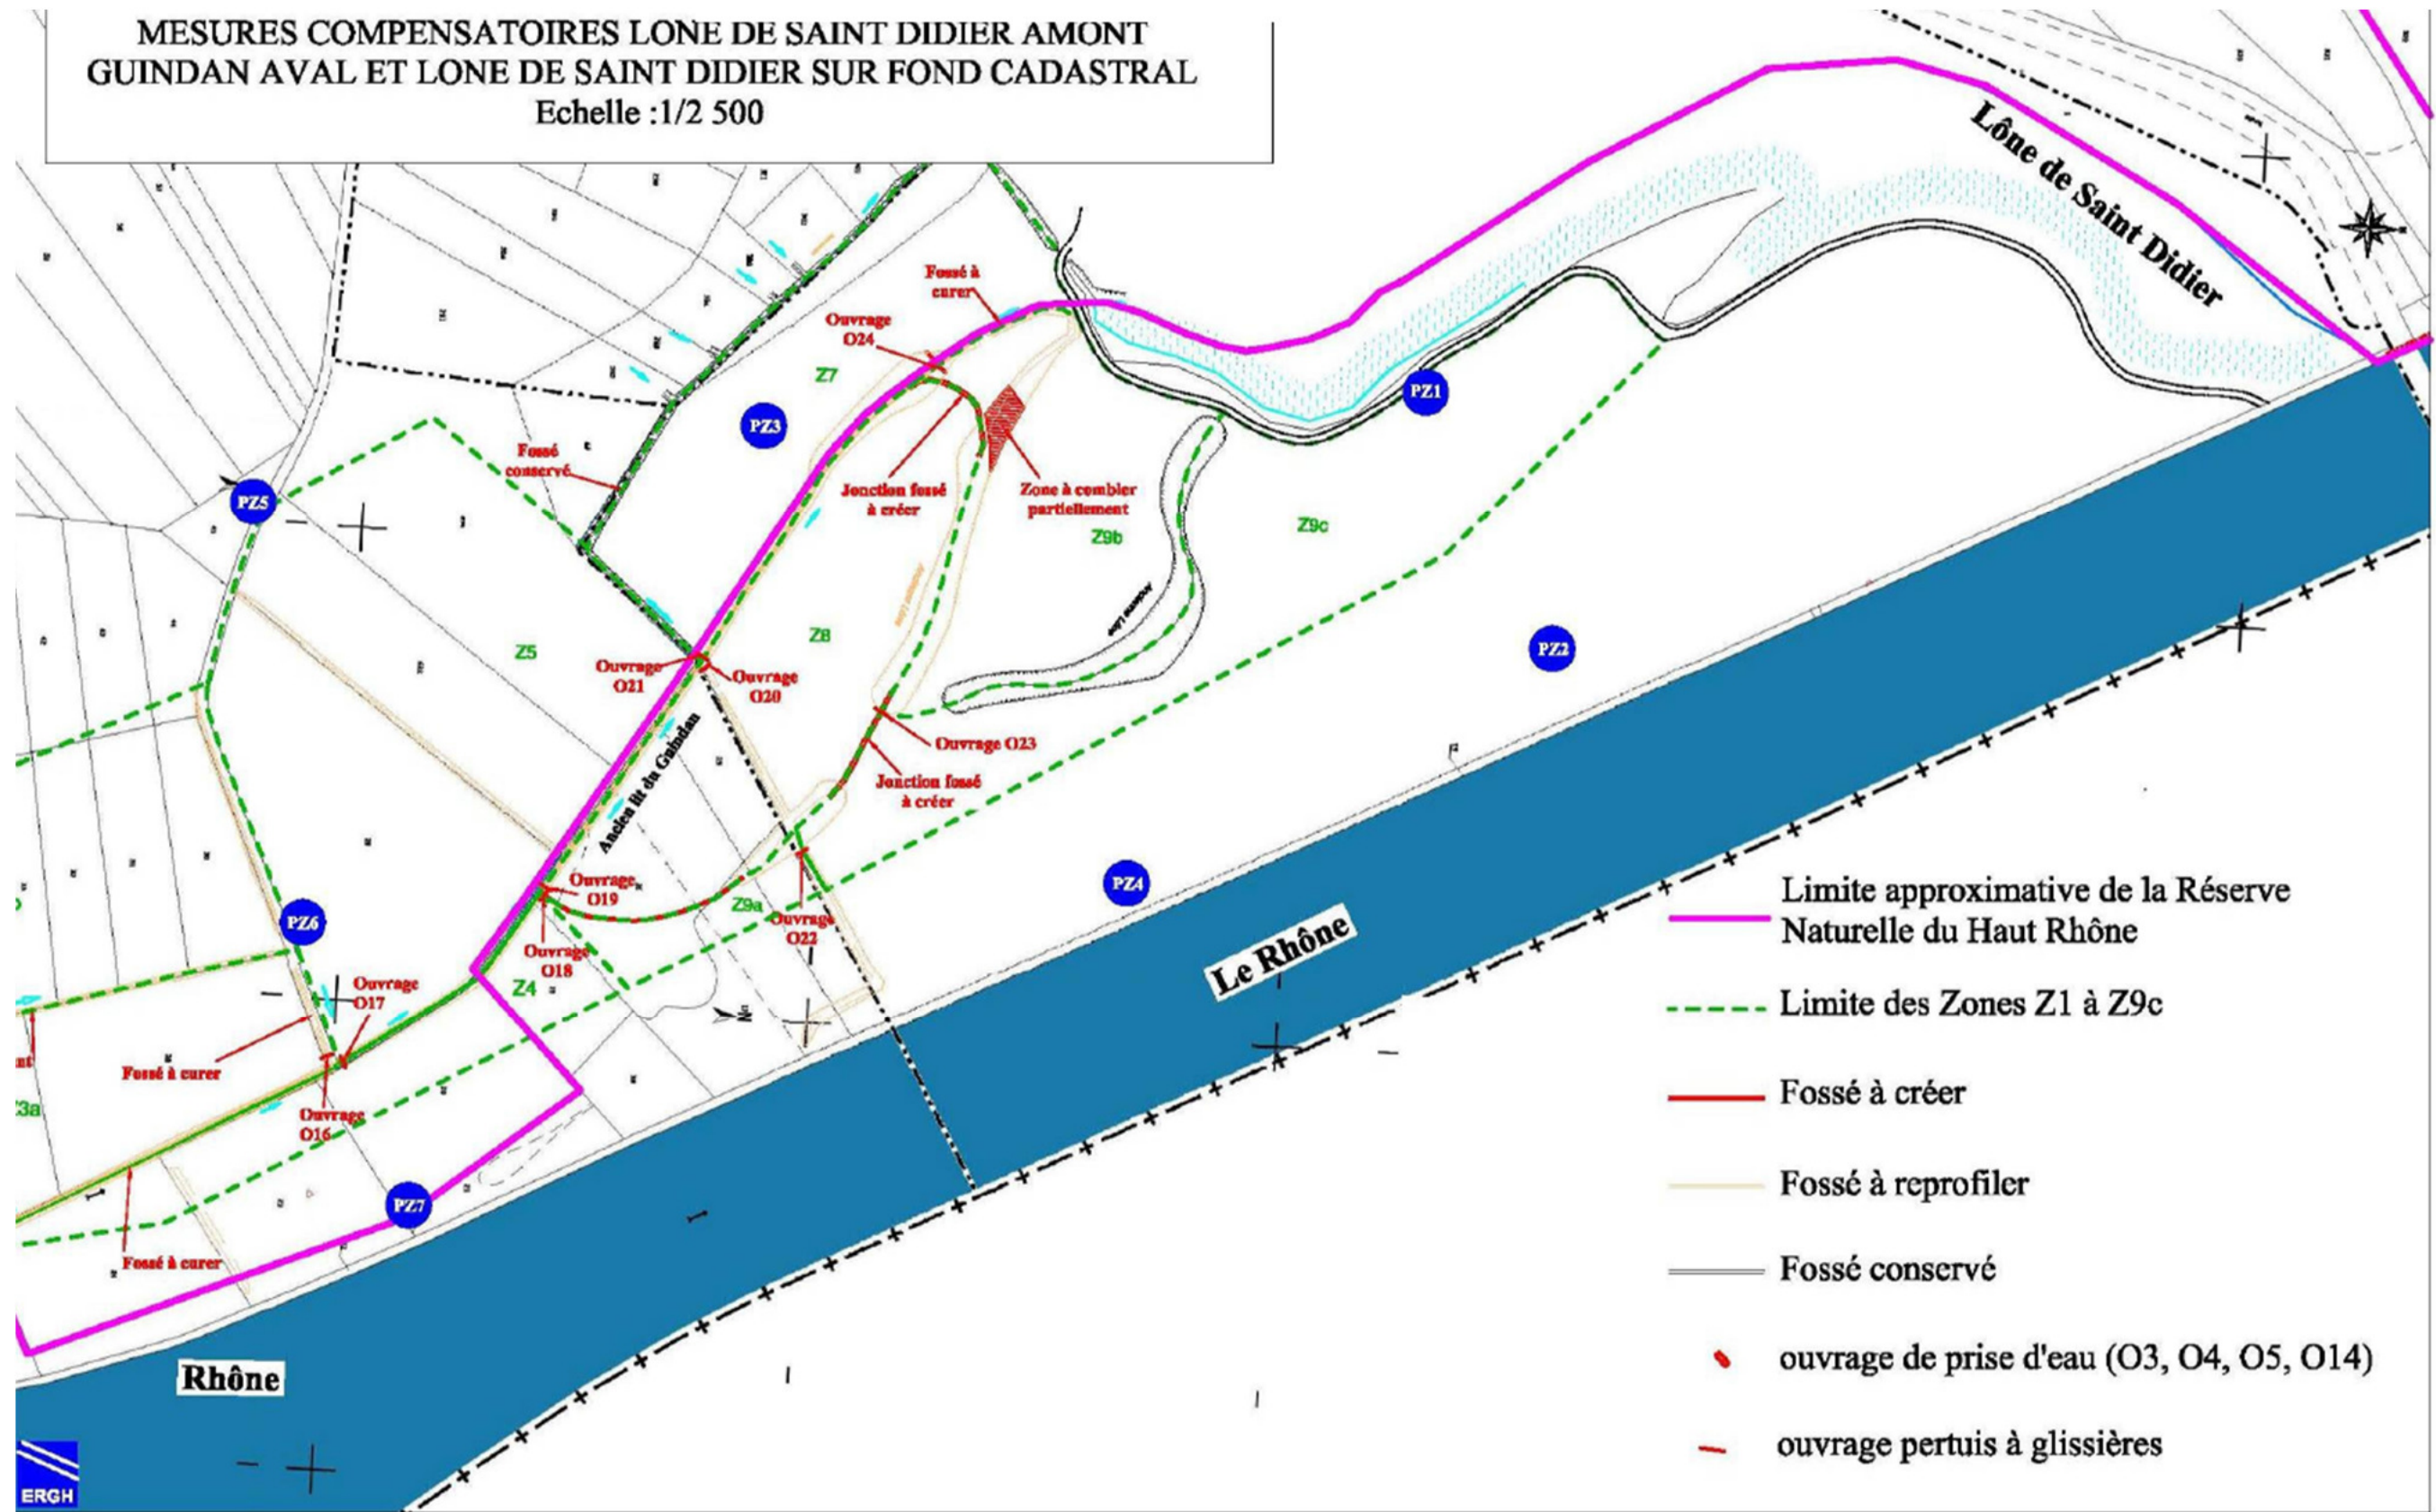 MESURES COMPENSATOIRES LONE DE SAINT DIDIER AMONT
GUINDAN AVAL ET LONE DE SAINT DIDIER SUR FOND CADASTRAL
Echelle :1/2 500
Lône de Saint Didier
Fossé à
curer
Ouvrage
O24
Z7
PZ3
PZ1
Fossé
conservé
PZ5
Jonction fossé
à créer
Zone à combler
partiellement
Z9b
Z9c
Z5
Z8
Ouvrage
O21
Ouvrage
O20
PZ2
Ancien lit du Guindan
Ouvrage O23
Jonction fossé
à créer
Ouvrage
O19
Z9a
Ouvrage
O22
PZ4
PZ6
Ouvrage
O18
Z4
Ouvrage
O17
Le Rhône
Fossé à curer
Ouvrage
O16
3a
PZ7
Fossé à curer
Rhône
ERGH
Limite approximative de la Réserve
Naturelle du Haut Rhône
Limite des Zones Z1 à Z9c
Fossé à créer
Fossé à reprofiler
Fossé conservé
ouvrage de prise d'eau (O3, O4, O5, O14)
ouvrage pertuis à glissières